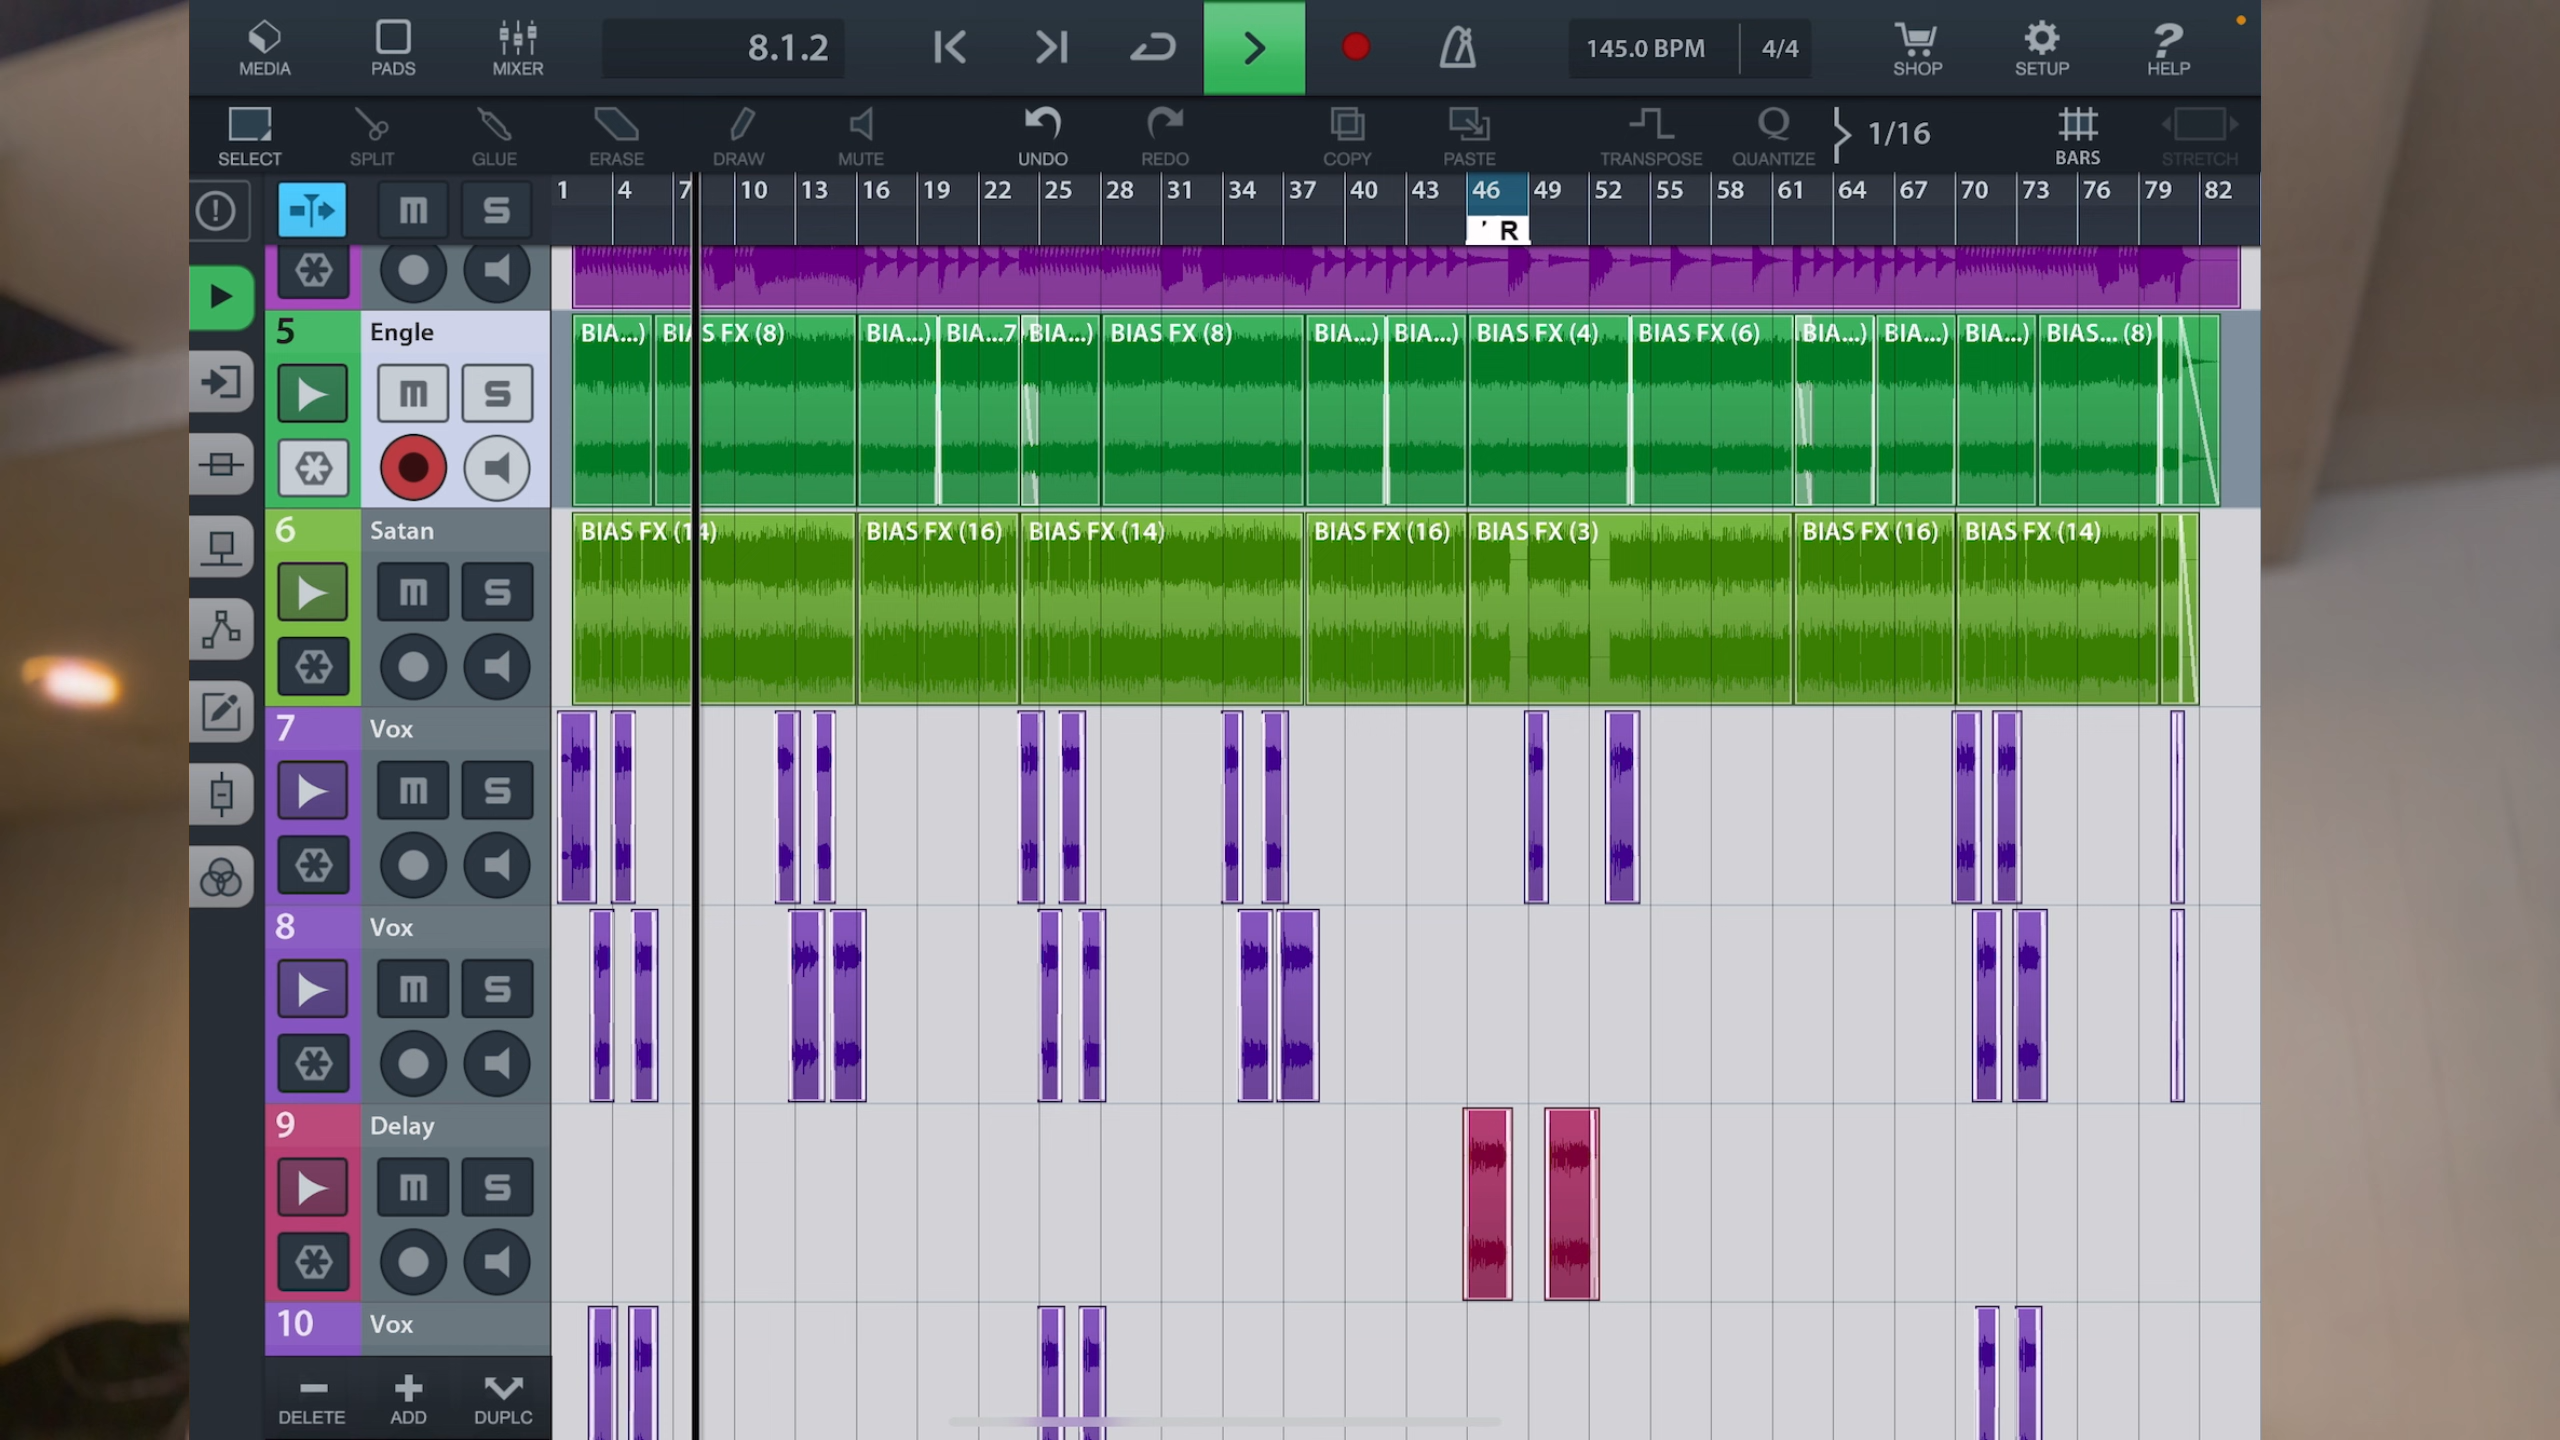 8.1.2
145.0 BPM 4/4
MEDIA PADS MIXER SHOP SETUP HELP
SELECT SPLIT GLUE ERASE DRAW MUTE UNDO REDO COPY PASTE TRANSPOSE QUANTIZE 1/16 BARS STRETCH
m S 1 4 7 10 13 16 19 22 25 28 31 34 37 40 43 46 49 52 55 58 61 64 67 70 73 76 79 82
R
5 Engle BIA...) BIAS FX (8) BIA...) BIA...7 BIA...) BIAS FX (8) BIA...) BIA...) BIAS FX (4) BIAS FX (6) BIA...) BIA...) BIA...) BIAS... (8)
m S
6 Satan BIAS FX (14) BIAS FX (16) BIAS FX (14) BIAS FX (16) BIAS FX (3) BIAS FX (16) BIAS FX (14)
m S
7 Vox
m S
8 Vox
m S
9 Delay
m S
10 Vox
DELETE ADD DUPLC